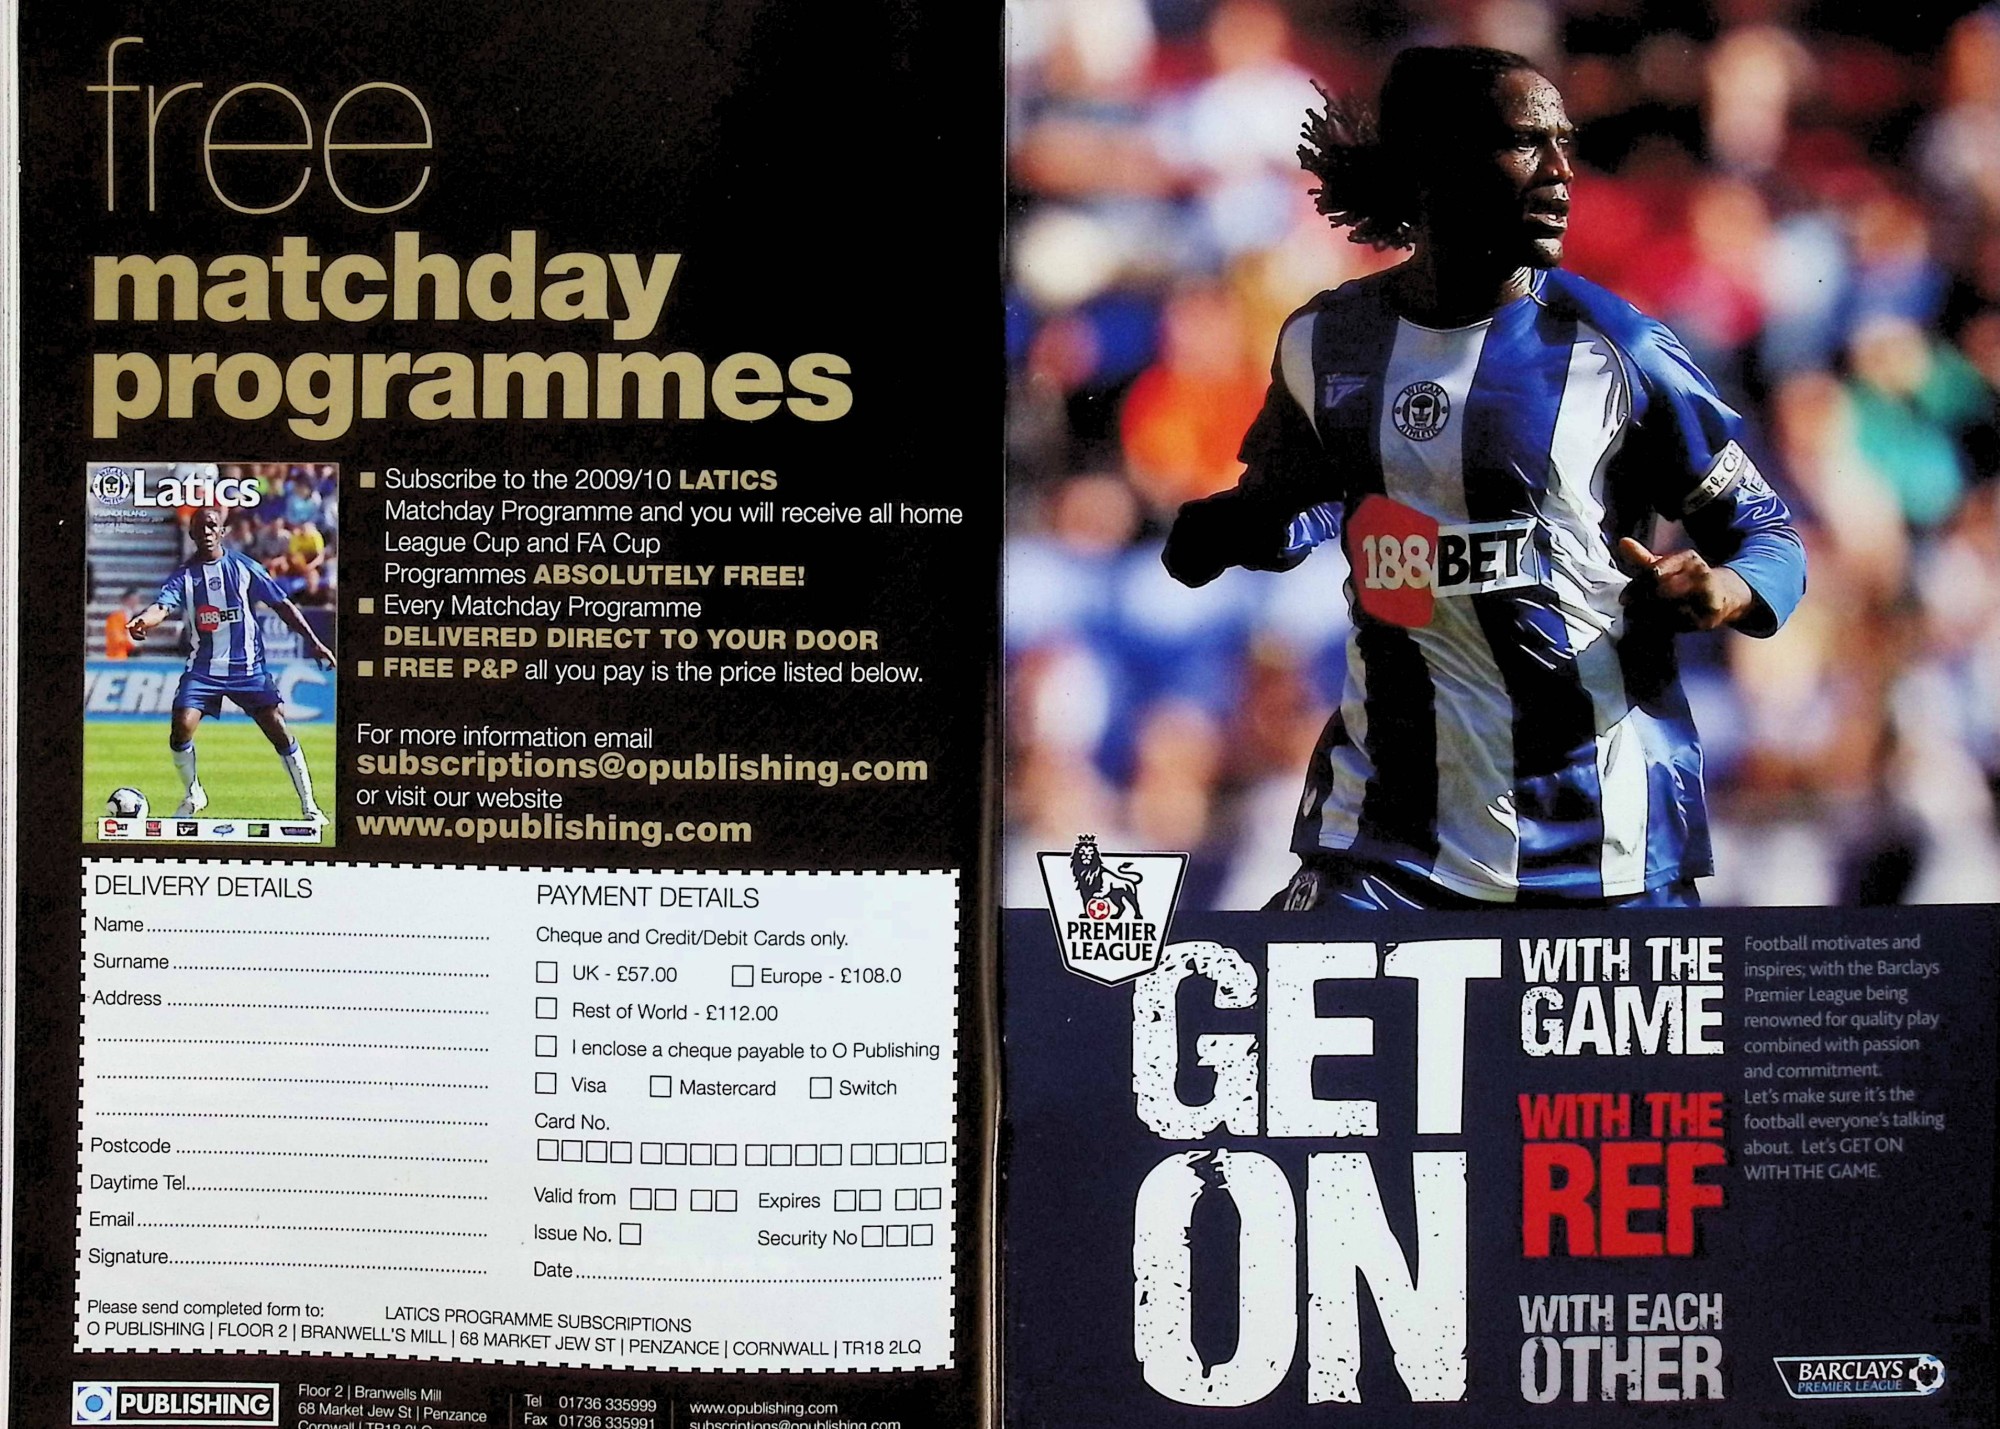 free
matchday
programmes
WIGAN
ATHLETIC
Latics
188BET
■ Subscribe to the 2009/10 LATICS
Matchday Programme and you will receive all home
League Cup and FA Cup
Programmes ABSOLUTELY FREE!
■ Every Matchday Programme
DELIVERED DIRECT TO YOUR DOOR
■ FREE P&P all you pay is the price listed below.
For more information email
subscriptions@opublishing.com
or visit our website
www.opublishing.com
DELIVERY DETAILS
Name
Surname
Address
Postcode
Daytime Tel
Email
Signature
PAYMENT DETAILS
Cheque and Credit/Debit Cards only.
UK - £57.00 Europe - £108.0
Rest of World - £112.00
I enclose a cheque payable to O Publishing
Visa Mastercard Switch
Card No.
Valid from Expires
Issue No. Security No
Date
Please send completed form to: LATICS PROGRAMME SUBSCRIPTIONS
O PUBLISHING | FLOOR 2 | BRANWELL'S MILL | 68 MARKET JEW ST | PENZANCE | CORNWALL | TR18 2LQ
PUBLISHING
Floor 2 | Branwells Mill
68 Market Jew St | Penzance
Cornwall | TR18 2LQ
Tel 01736 335999
Fax 01736 335991
www.opublishing.com
subscriptions@opublishing.com
WIGAN
ATHLETIC
188BET
PREMIER
LEAGUE
GET
ON
WITH THE
GAME
WITH THE
REF
WITH EACH
OTHER
Football motivates and
inspires; with the Barclays
Premier League being
renowned for quality play
combined with passion
and commitment.
Let's make sure it's the
football everyone's talking
about. Let's GET ON
WITH THE GAME.
BARCLAYS
PREMIER LEAGUE